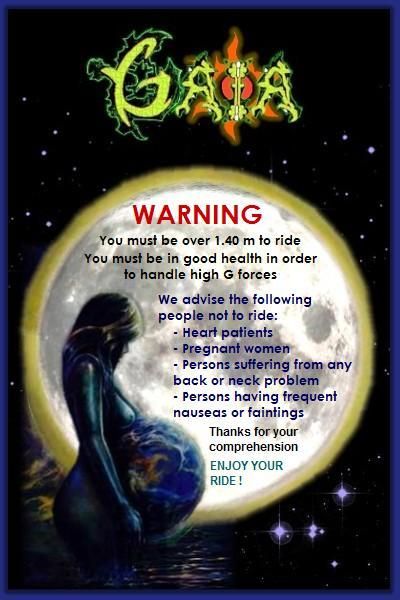 GAIA
WARNING
You must be over 1.40 m to ride
You must be in good health in order
to handle high G forces
We advise the following
people not to ride:
- Heart patients
- Pregnant women
- Persons suffering from any
back or neck problem
- Persons having frequent
nauseas or faintings
Thanks for your
comprehension
ENJOY YOUR
RIDE !